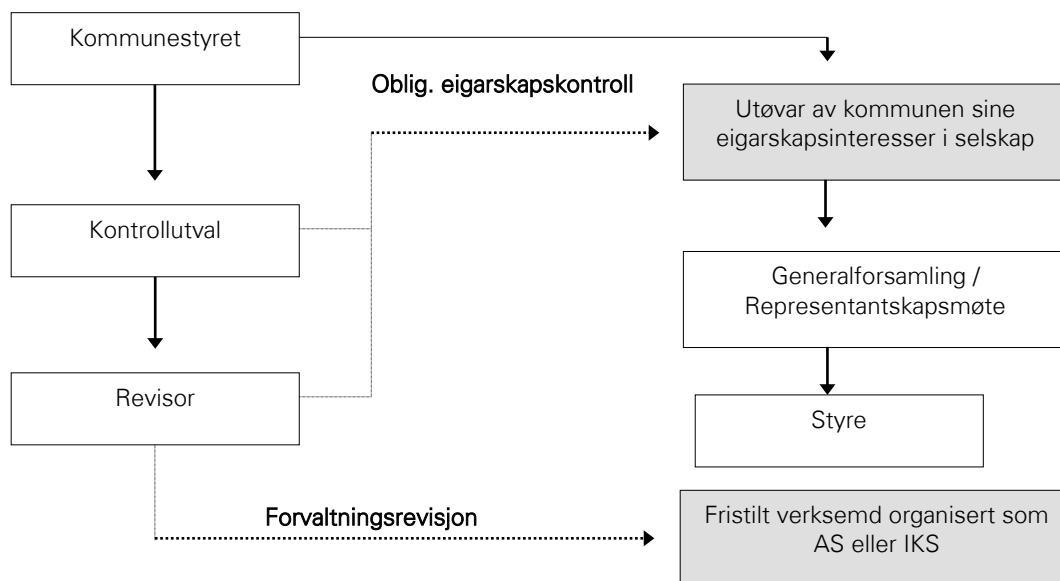 Kommunestyret
Oblig. eigarskapskontroll
Utøvar av kommunen sine
eigarskapsinteresser i selskap
Kontrollutval
Generalforsamling /
Representantskapsmøte
Revisor
Styre
Forvaltningsrevisjon
Fristilt verksemd organisert som
AS eller IKS